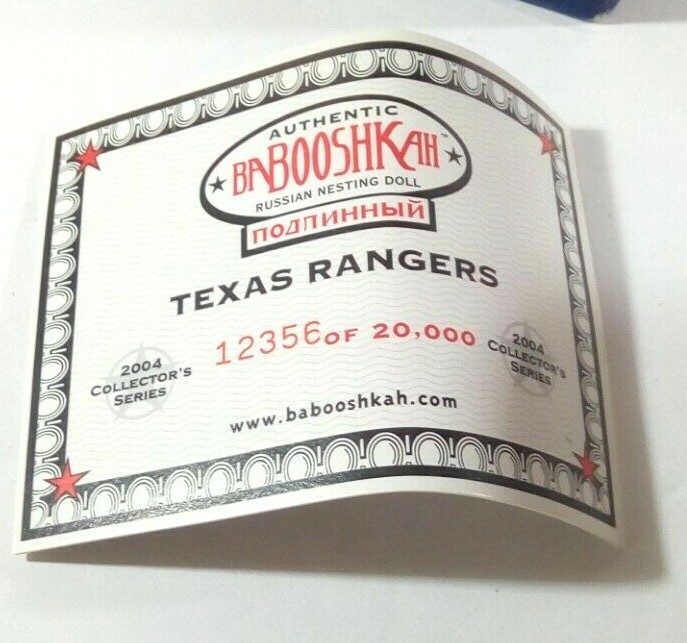 AUTHENTIC
BABOOSHKAH™
RUSSIAN NESTING DOLL
ПОДЛИННЫЙ
TEXAS RANGERS
12356 OF 20,000
2004
COLLECTOR'S
SERIES
2004
COLLECTOR'S
SERIES
www.babooshkah.com